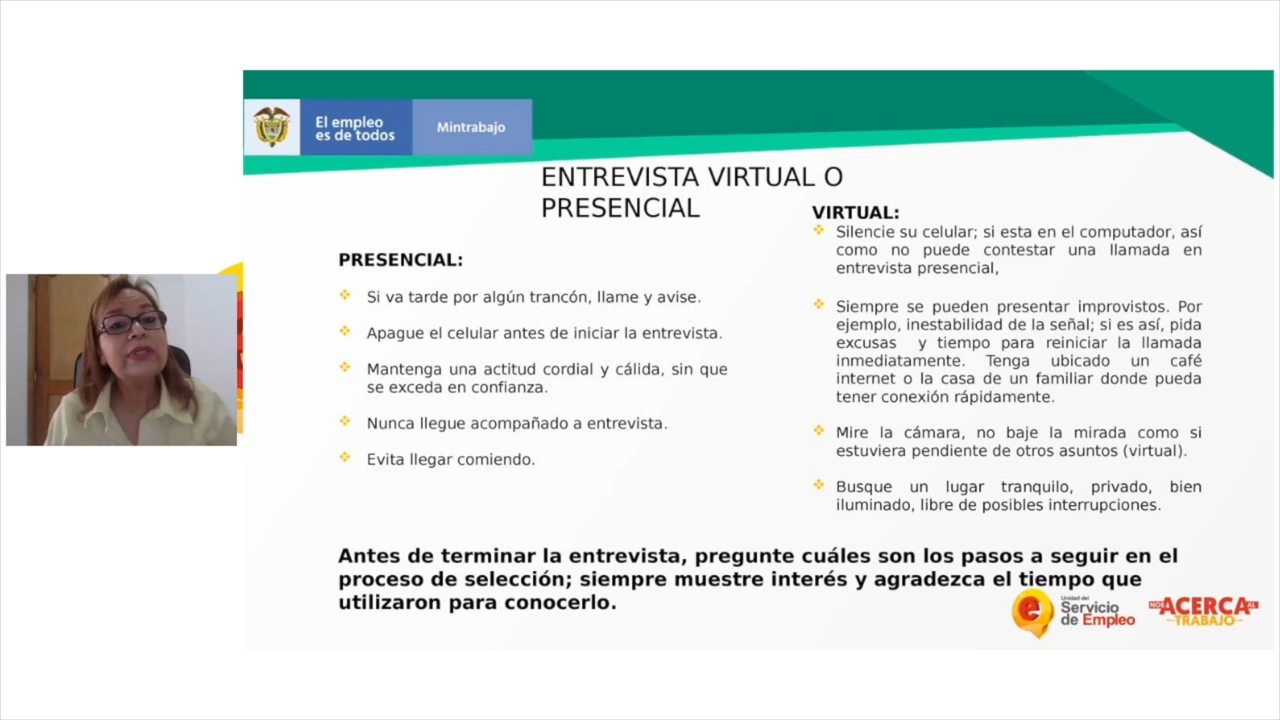 El empleo
es de todos
Mintrabajo
ENTREVISTA VIRTUAL O
PRESENCIAL
PRESENCIAL:
Si va tarde por algún trancón, llame y avise.
Apague el celular antes de iniciar la entrevista.
Mantenga una actitud cordial y cálida, sin que
se exceda en confianza.
Nunca llegue acompañado a entrevista.
Evita llegar comiendo.
VIRTUAL:
Silencie su celular; si esta en el computador, así
como no puede contestar una llamada en
entrevista presencial,
Siempre se pueden presentar improvistos. Por
ejemplo, inestabilidad de la señal; si es así, pida
excusas y tiempo para reiniciar la llamada
inmediatamente. Tenga ubicado un café
internet o la casa de un familiar donde pueda
tener conexión rápidamente.
Mire la cámara, no baje la mirada como si
estuviera pendiente de otros asuntos (virtual).
Busque un lugar tranquilo, privado, bien
iluminado, libre de posibles interrupciones.
Antes de terminar la entrevista, pregunte cuáles son los pasos a seguir en el
proceso de selección; siempre muestre interés y agradezca el tiempo que
utilizaron para conocerlo.
Unidad del
Servicio
de Empleo
ACERCA AL
TRABAJO